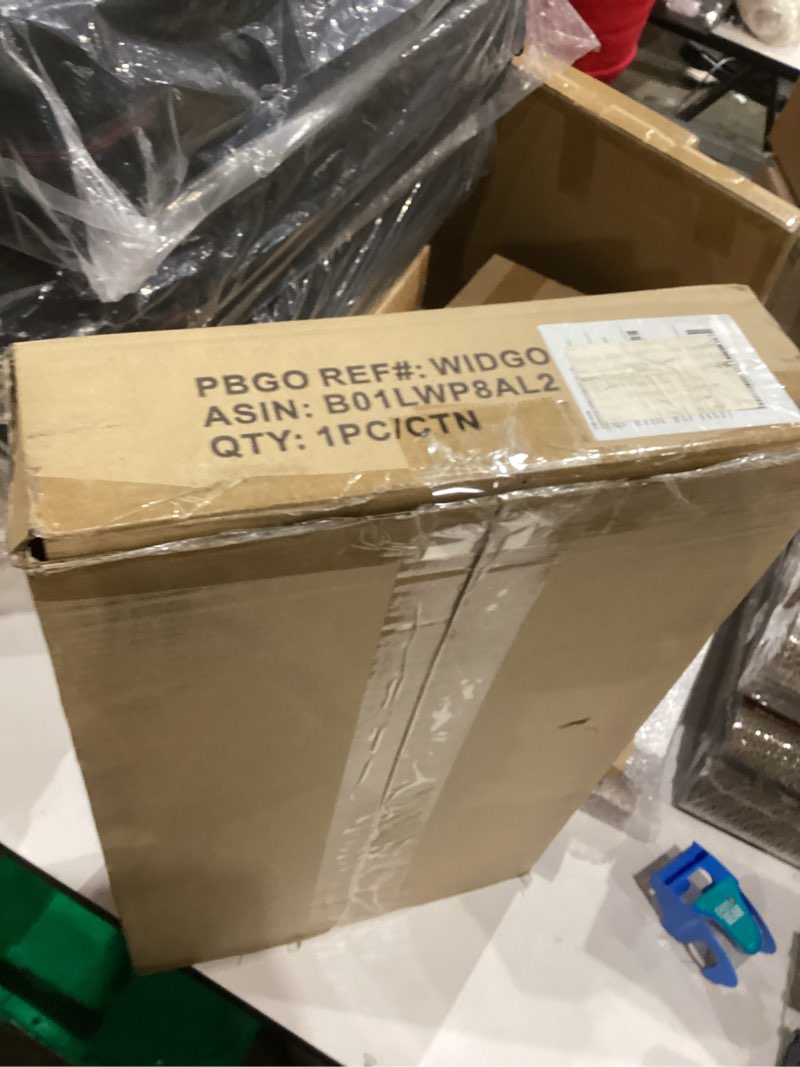 PBGO REF#: WIDGO
ASIN: B01LWP8AL2
QTY: 1PC/CTN